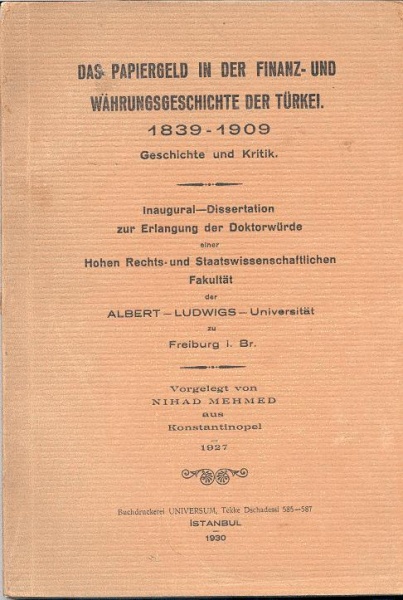 DAS PAPIERGELD IN DER FINANZ- UND
WÄHRUNGSGESCHICHTE DER TÜRKEI.
1839-1909
Geschichte und Kritik.
Inaugural—Dissertation
zur Erlangung der Doktorwürde
einer
Hohen Rechts- und Staatswissenschaftlichen
Fakultät
der
ALBERT—LUDWIGS—Universität
zu
Freiburg i. Br.
Vorgelegt von
NIHAD MEHMED
aus
Konstantinopel
1927
Buchdruckerei UNIVERSUM, Tekke Dschadessi 585—587
İSTANBUL
1930